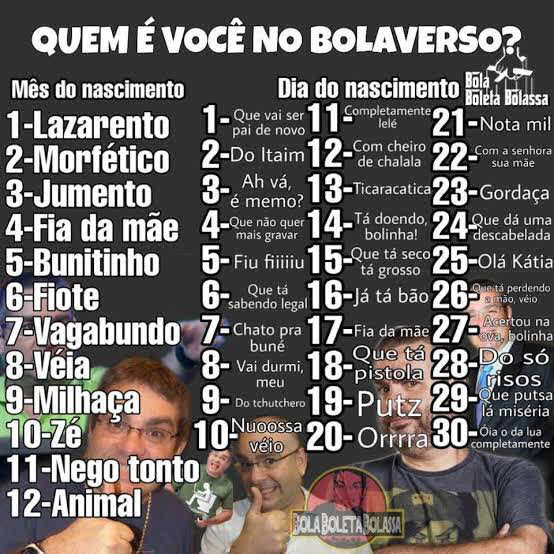 QUEM É VOCÊ NO BOLAVERSO?
Bola
Boleta Bolassa
Mês do nascimento
1-Lazarento
2-Morfético
3-Jumento
4-Fia da mãe
5-Bunitinho
6-Fiote
7-Vagabundo
8-Véia
9-Milhaça
10-Zé
11-Nego tonto
12-Animal
Dia do nascimento
1-Que vai ser
pai de novo
2-Do Itaim
3-Ah vá,
é memo?
4-Que não quer
mais gravar
5-Fiu fiiiiiu
6-Que tá
sabendo legal
7-Chato pra
buné
8-Vai durmi,
meu
9-Do tchutchero
10-Nuoossa
véio
11-Completamente
lelé
12-Com cheiro
de chalala
13-Ticaracatica
14-Tá doendo,
bolinha!
15-Que tá seco
tá grosso
16-Já tá bão
17-Fia da mãe
18-Que tá
pistola
19-Putz
20-Orrrra
21-Nota mil
22-Com a senhora
sua mãe
23-Gordaça
24-Que dá uma
descabelada
25-Olá Kátia
26-Que tá perdendo
a mão, véio
27-Acertou na
ova, bolinha
28-Do só
risos
29-Que putsa
lá miséria
30-Óia o da lua
completamente
BOLA BOLETA BOLASSA